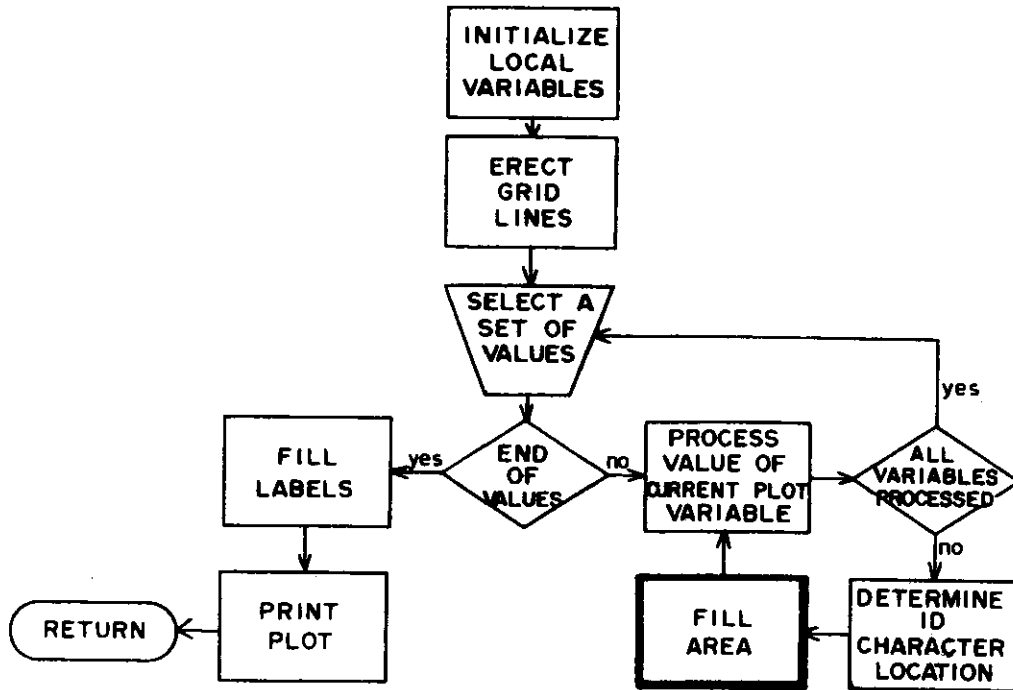 INITIALIZE
LOCAL
VARIABLES
ERECT
GRID
LINES
SELECT A
SET OF
VALUES
yes
FILL
LABELS
yes
END
OF
VALUES
no
PROCESS
VALUE OF
CURRENT PLOT
VARIABLE
ALL
VARIABLES
PROCESSED
no
RETURN
PRINT
PLOT
FILL
AREA
DETERMINE
ID
CHARACTER
LOCATION